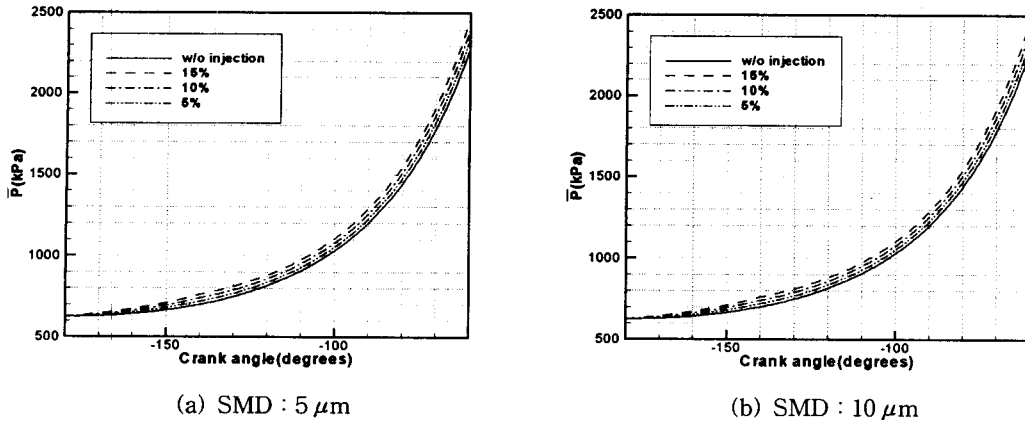 2500
2000
1500
1000
500
P̅(kPa)
w/o injection
15%
10%
5%
-150
-100
Crank angle(degrees)
(a) SMD : 5 μm
2500
2000
1500
1000
500
P̅(kPa)
w/o injection
15%
10%
5%
-150
-100
Crank angle(degrees)
(b) SMD : 10 μm